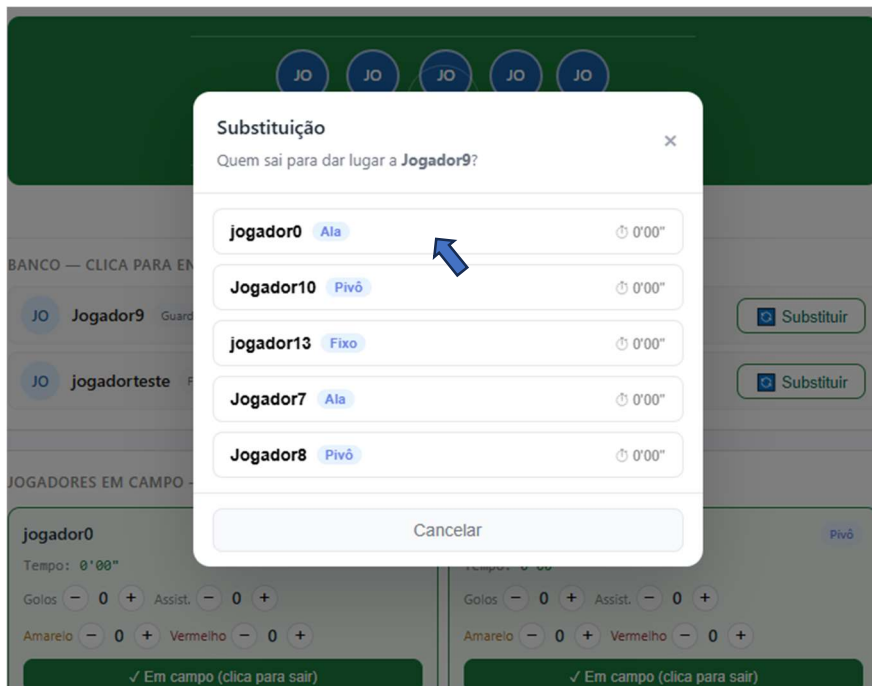 JO JO JO JO JO
Substituição
×
Quem sai para dar lugar a Jogador9?
jogador0 Ala 0'00"
BANCO — CLICA PARA EN
Jogador10 Pivô 0'00"
JO Jogador9 Guard Substituir
jogador13 Fixo 0'00"
JO jogadorteste F Substituir
Jogador7 Ala 0'00"
Jogador8 Pivô 0'00"
JOGADORES EM CAMPO -
Cancelar
jogador0 Pivô
Tempo: 0'00"
Golos − 0 + Assist. − 0 + Golos − 0 + Assist. − 0 +
Amarelo − 0 + Vermelho − 0 + Amarelo − 0 + Vermelho − 0 +
✓ Em campo (clica para sair) ✓ Em campo (clica para sair)